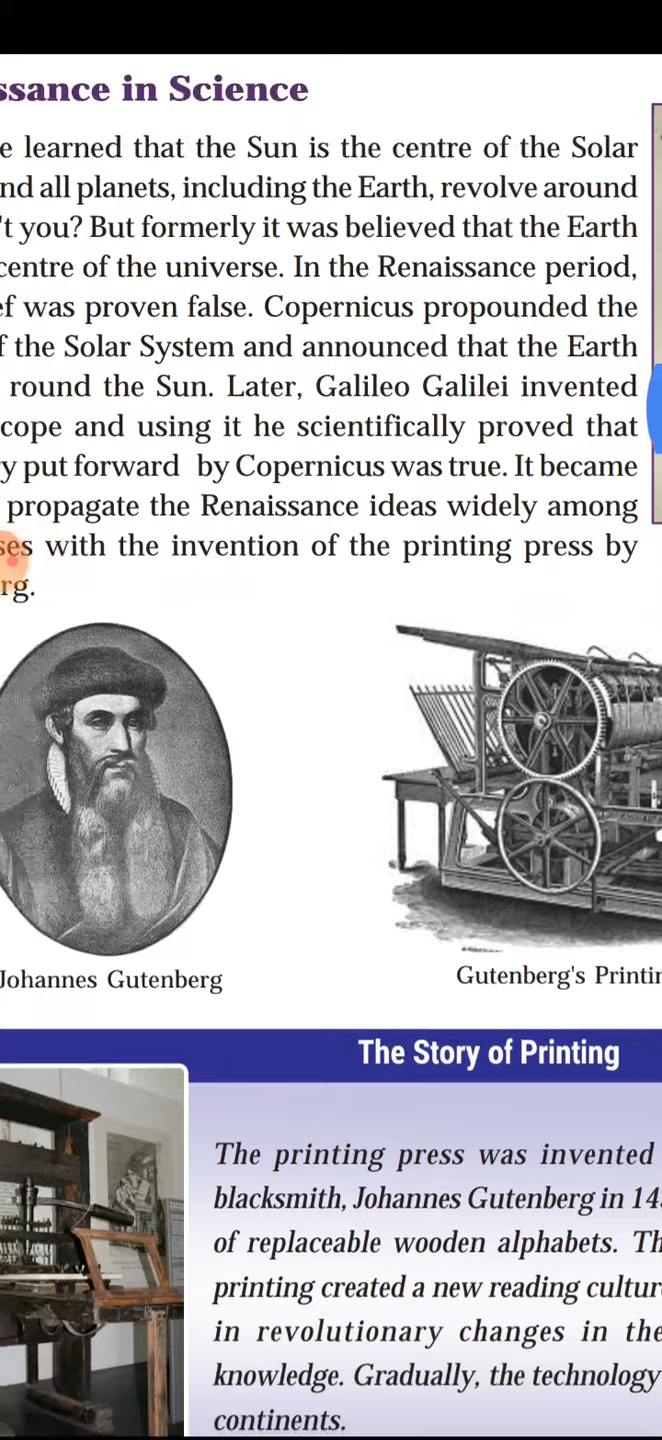 ssance in Science
e learned that the Sun is the centre of the Solar
nd all planets, including the Earth, revolve around
't you? But formerly it was believed that the Earth
centre of the universe. In the Renaissance period,
ef was proven false. Copernicus propounded the
f the Solar System and announced that the Earth
round the Sun. Later, Galileo Galilei invented
cope and using it he scientifically proved that
ry put forward by Copernicus was true. It became
propagate the Renaissance ideas widely among
ses with the invention of the printing press by
rg.
Johannes Gutenberg
Gutenberg's Printin
The Story of Printing
The printing press was invented
blacksmith, Johannes Gutenberg in 14
of replaceable wooden alphabets. Th
printing created a new reading cultur
in revolutionary changes in the
knowledge. Gradually, the technology
continents.